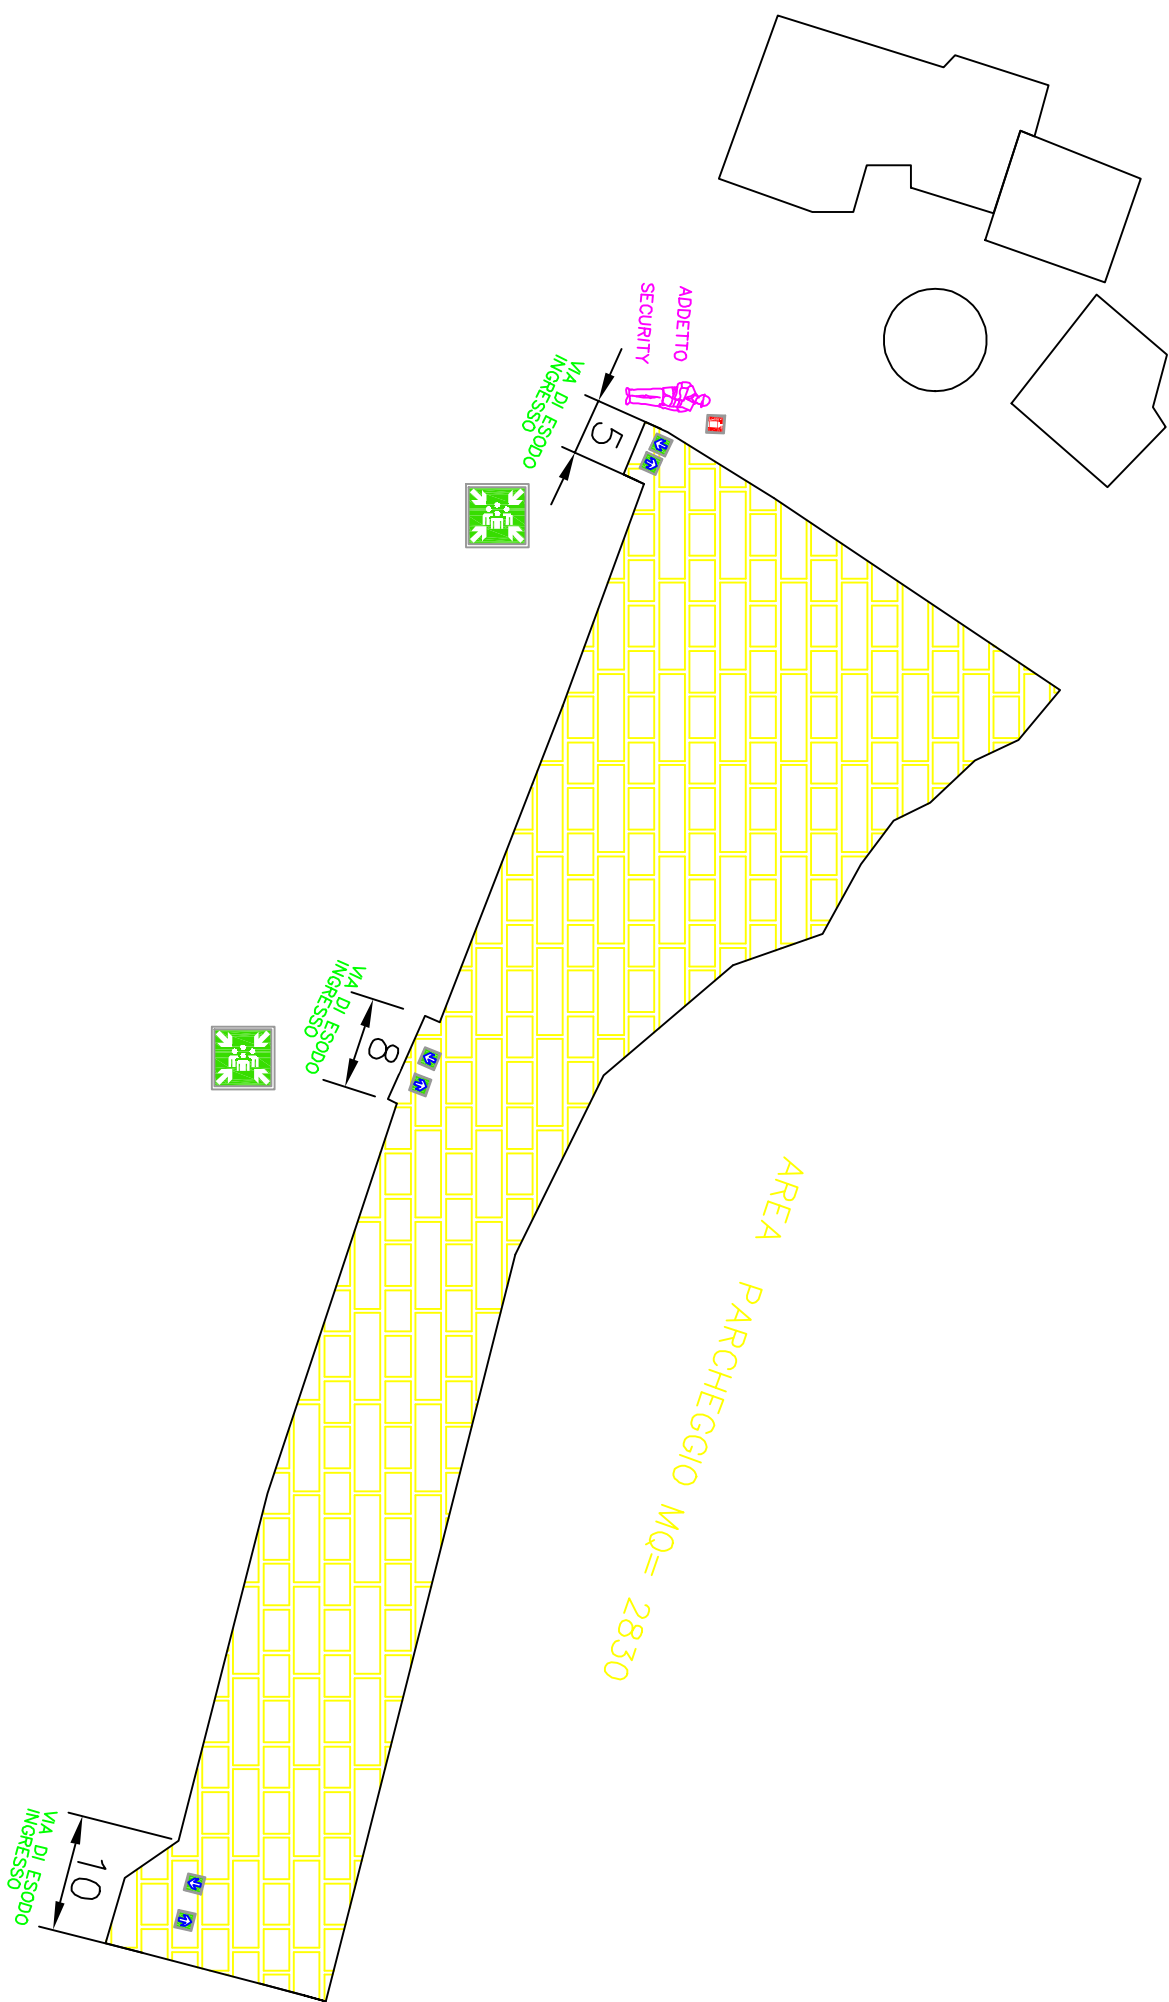 ADDETTO
SECURITY
VIA DI ESODO
INGRESSO
5
VIA DI ESODO
INGRESSO
8
AREA PARCHEGGIO MQ= 2830
VIA DI ESODO
INGRESSO
10